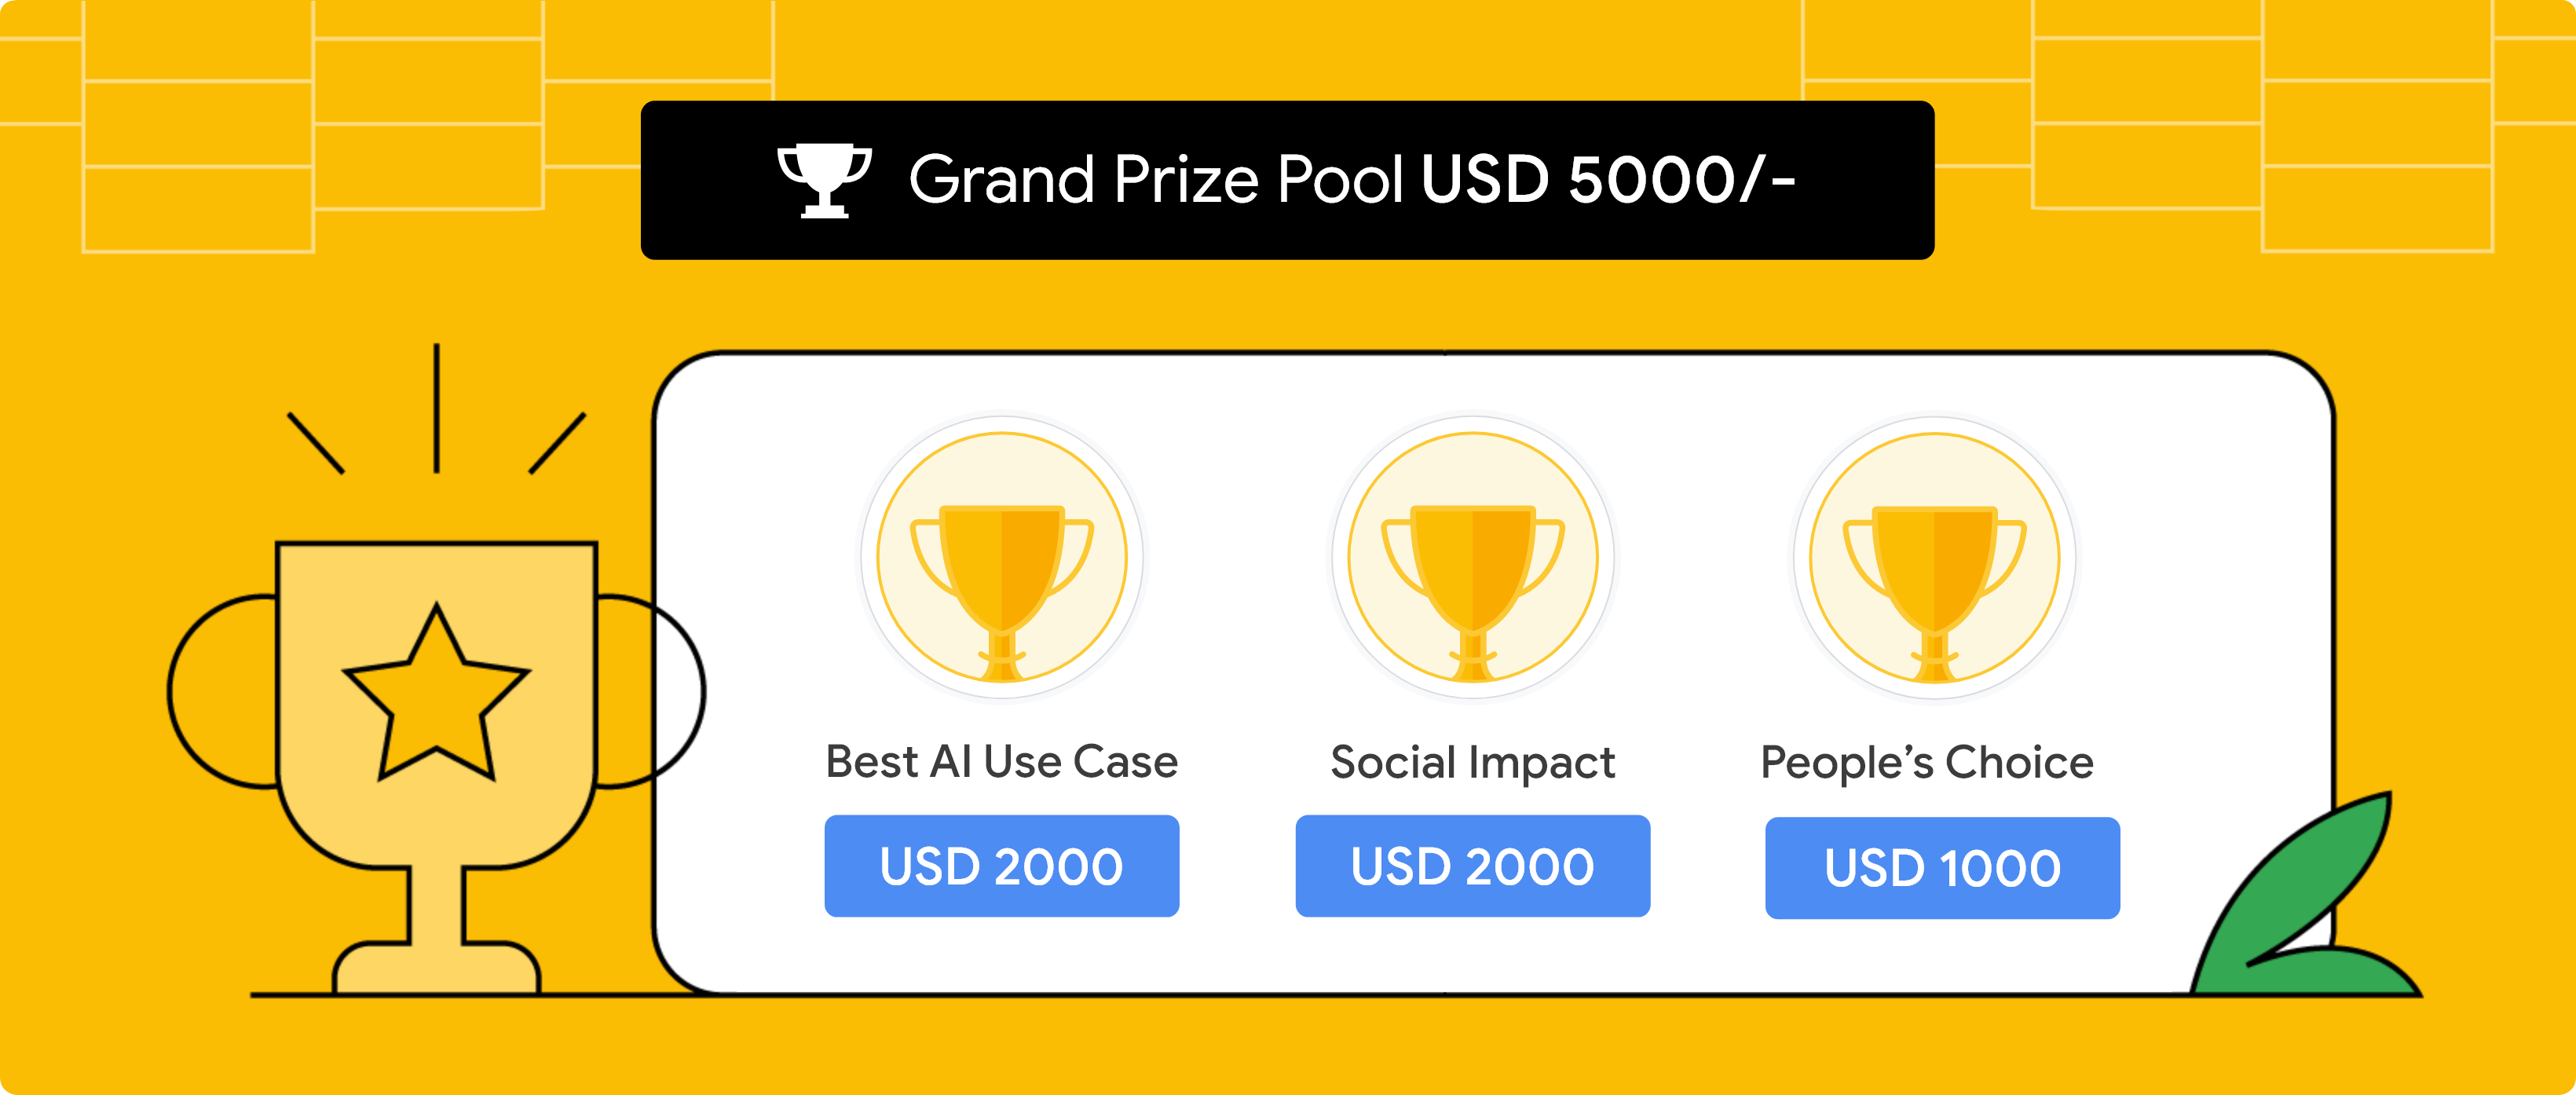 Grand Prize Pool USD 5000/-
Best AI Use Case
Social Impact
People’s Choice
USD 2000
USD 2000
USD 1000